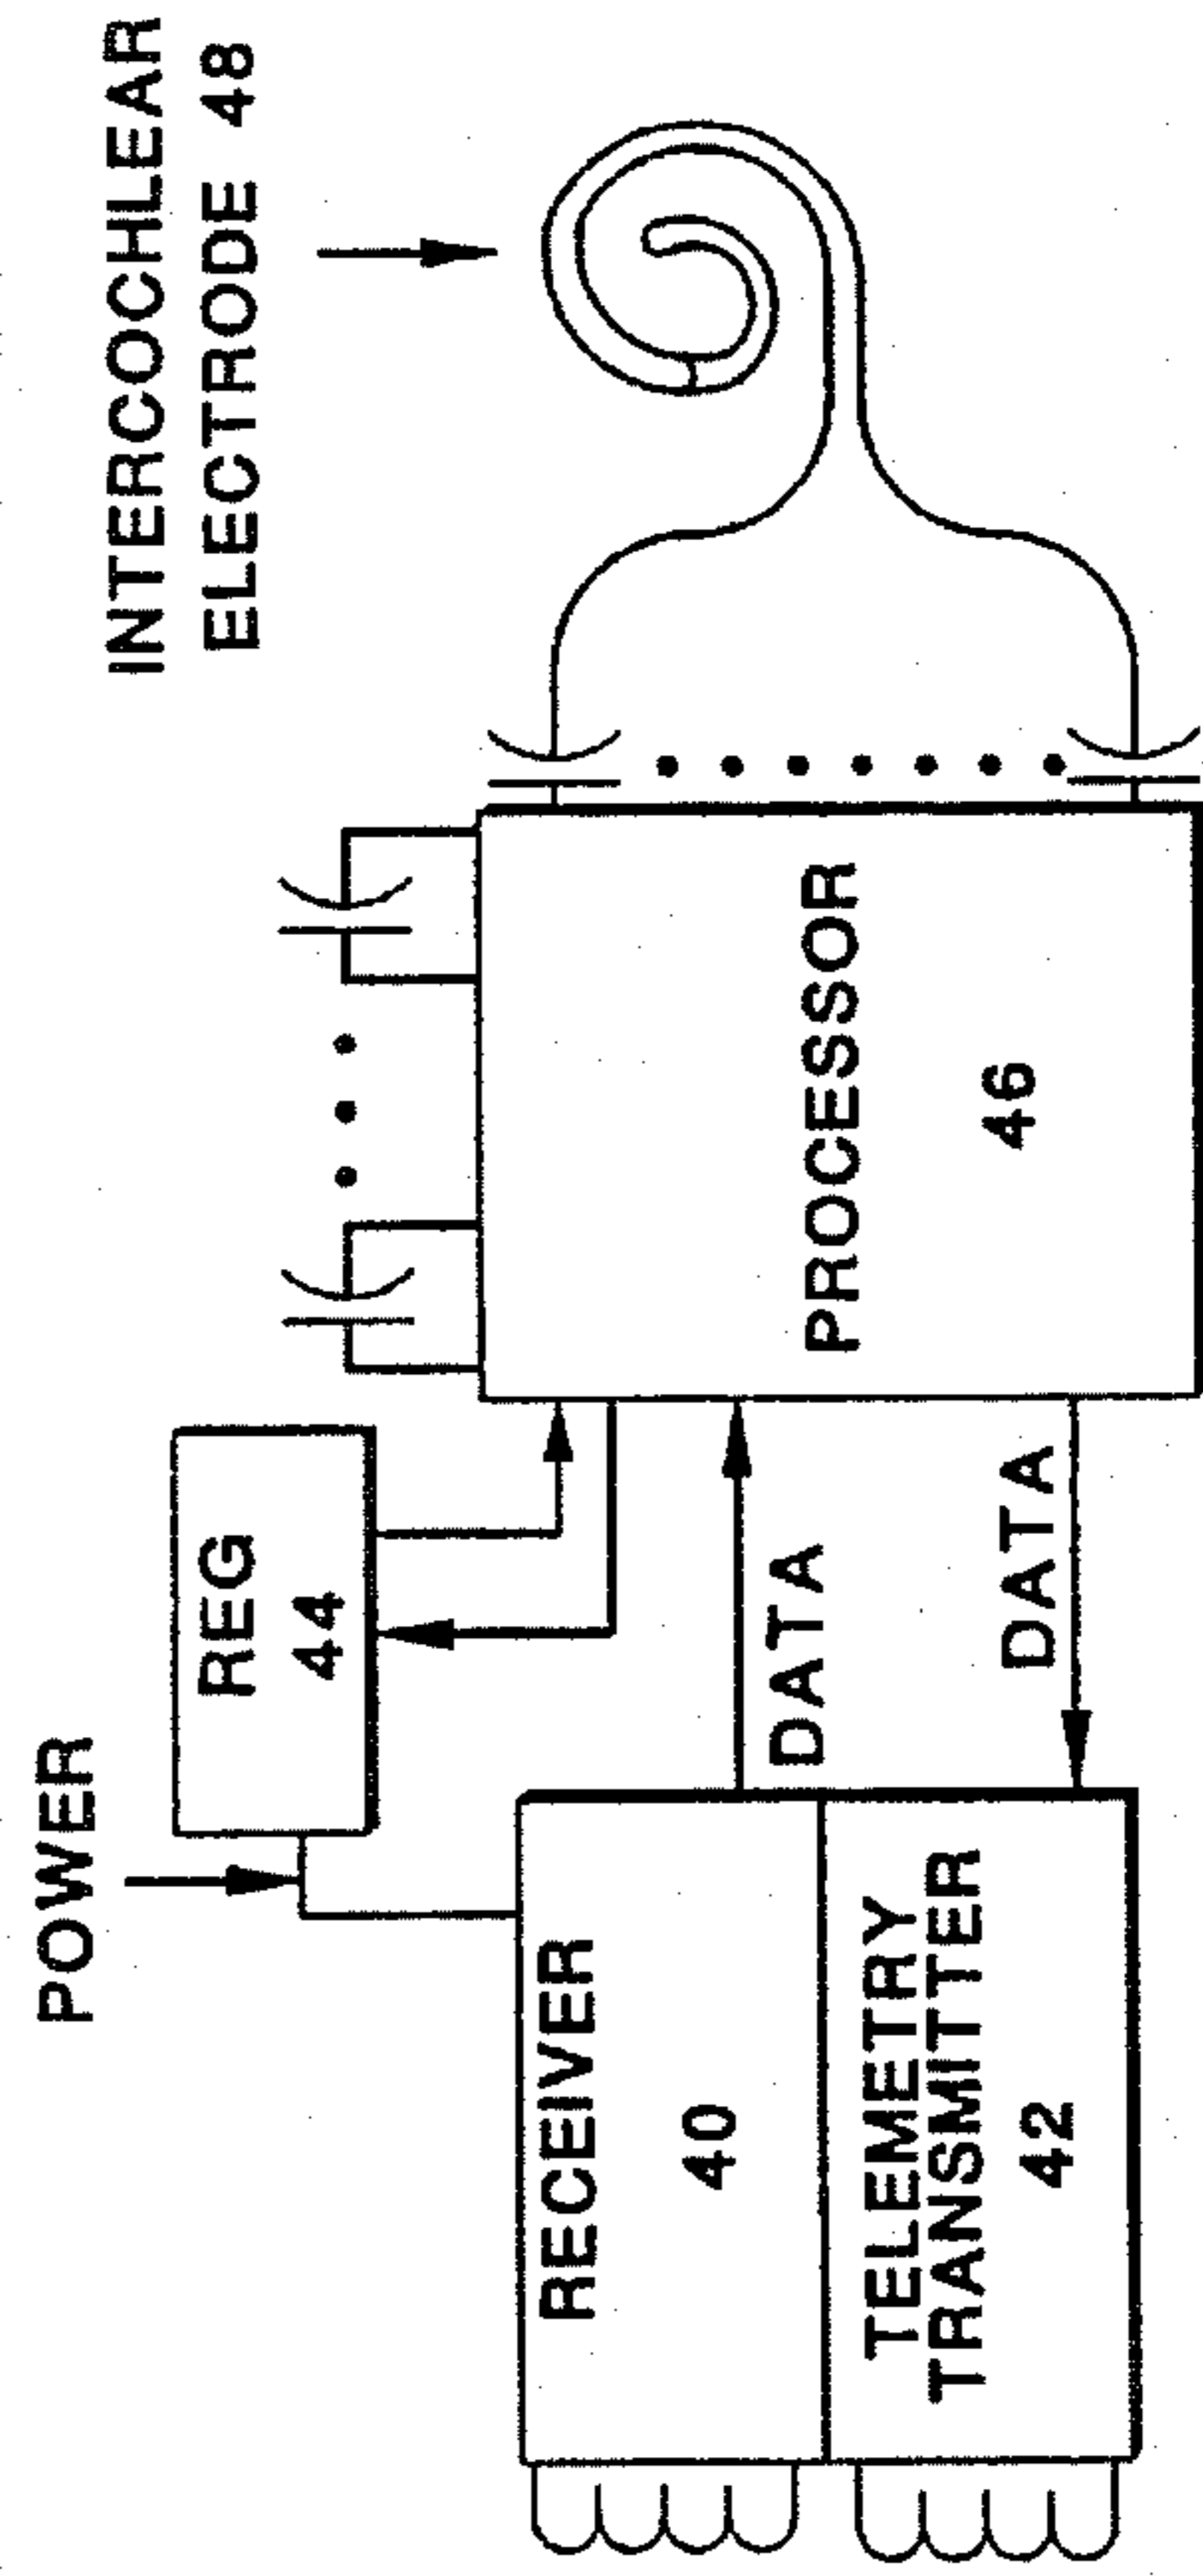 INTERCOCHLEAR
ELECTRODE 48
POWER
REG
44
RECEIVER
40
TELEMETRY
TRANSMITTER
42
DATA
DATA
PROCESSOR
46